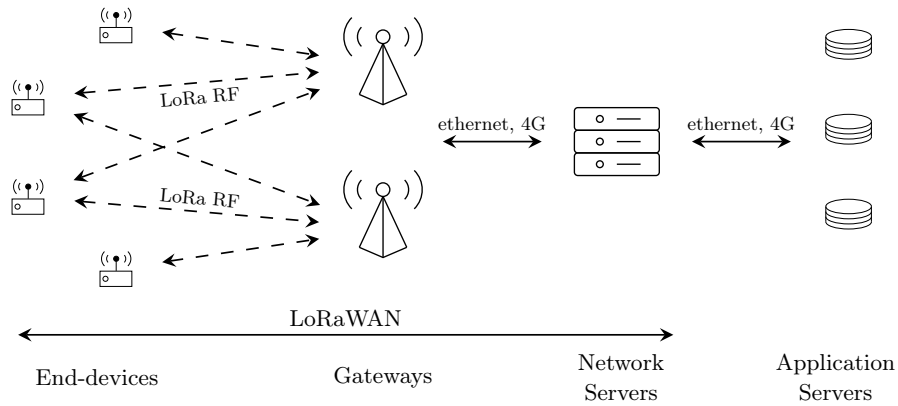 LoRa RF
ethernet, 4G
ethernet, 4G
LoRa RF
LoRaWAN
End-devices
Gateways
Network
Servers
Application
Servers